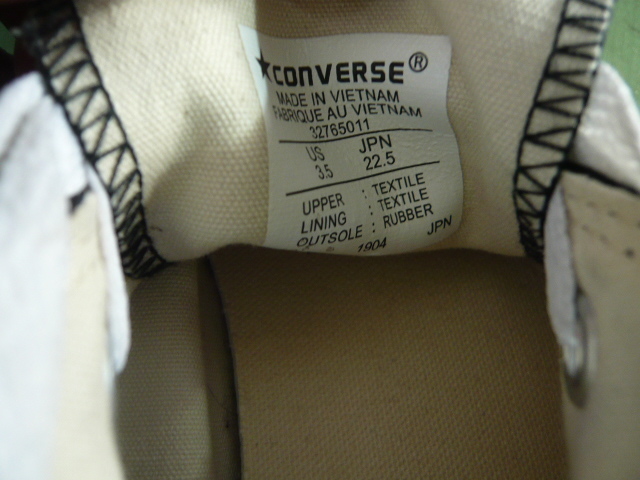 CONVERSE®
MADE IN VIETNAM
FABRIQUE AU VIETNAM
32765011
US JPN
3.5 22.5
UPPER : TEXTILE
LINING : TEXTILE
OUTSOLE : RUBBER
1904 JPN